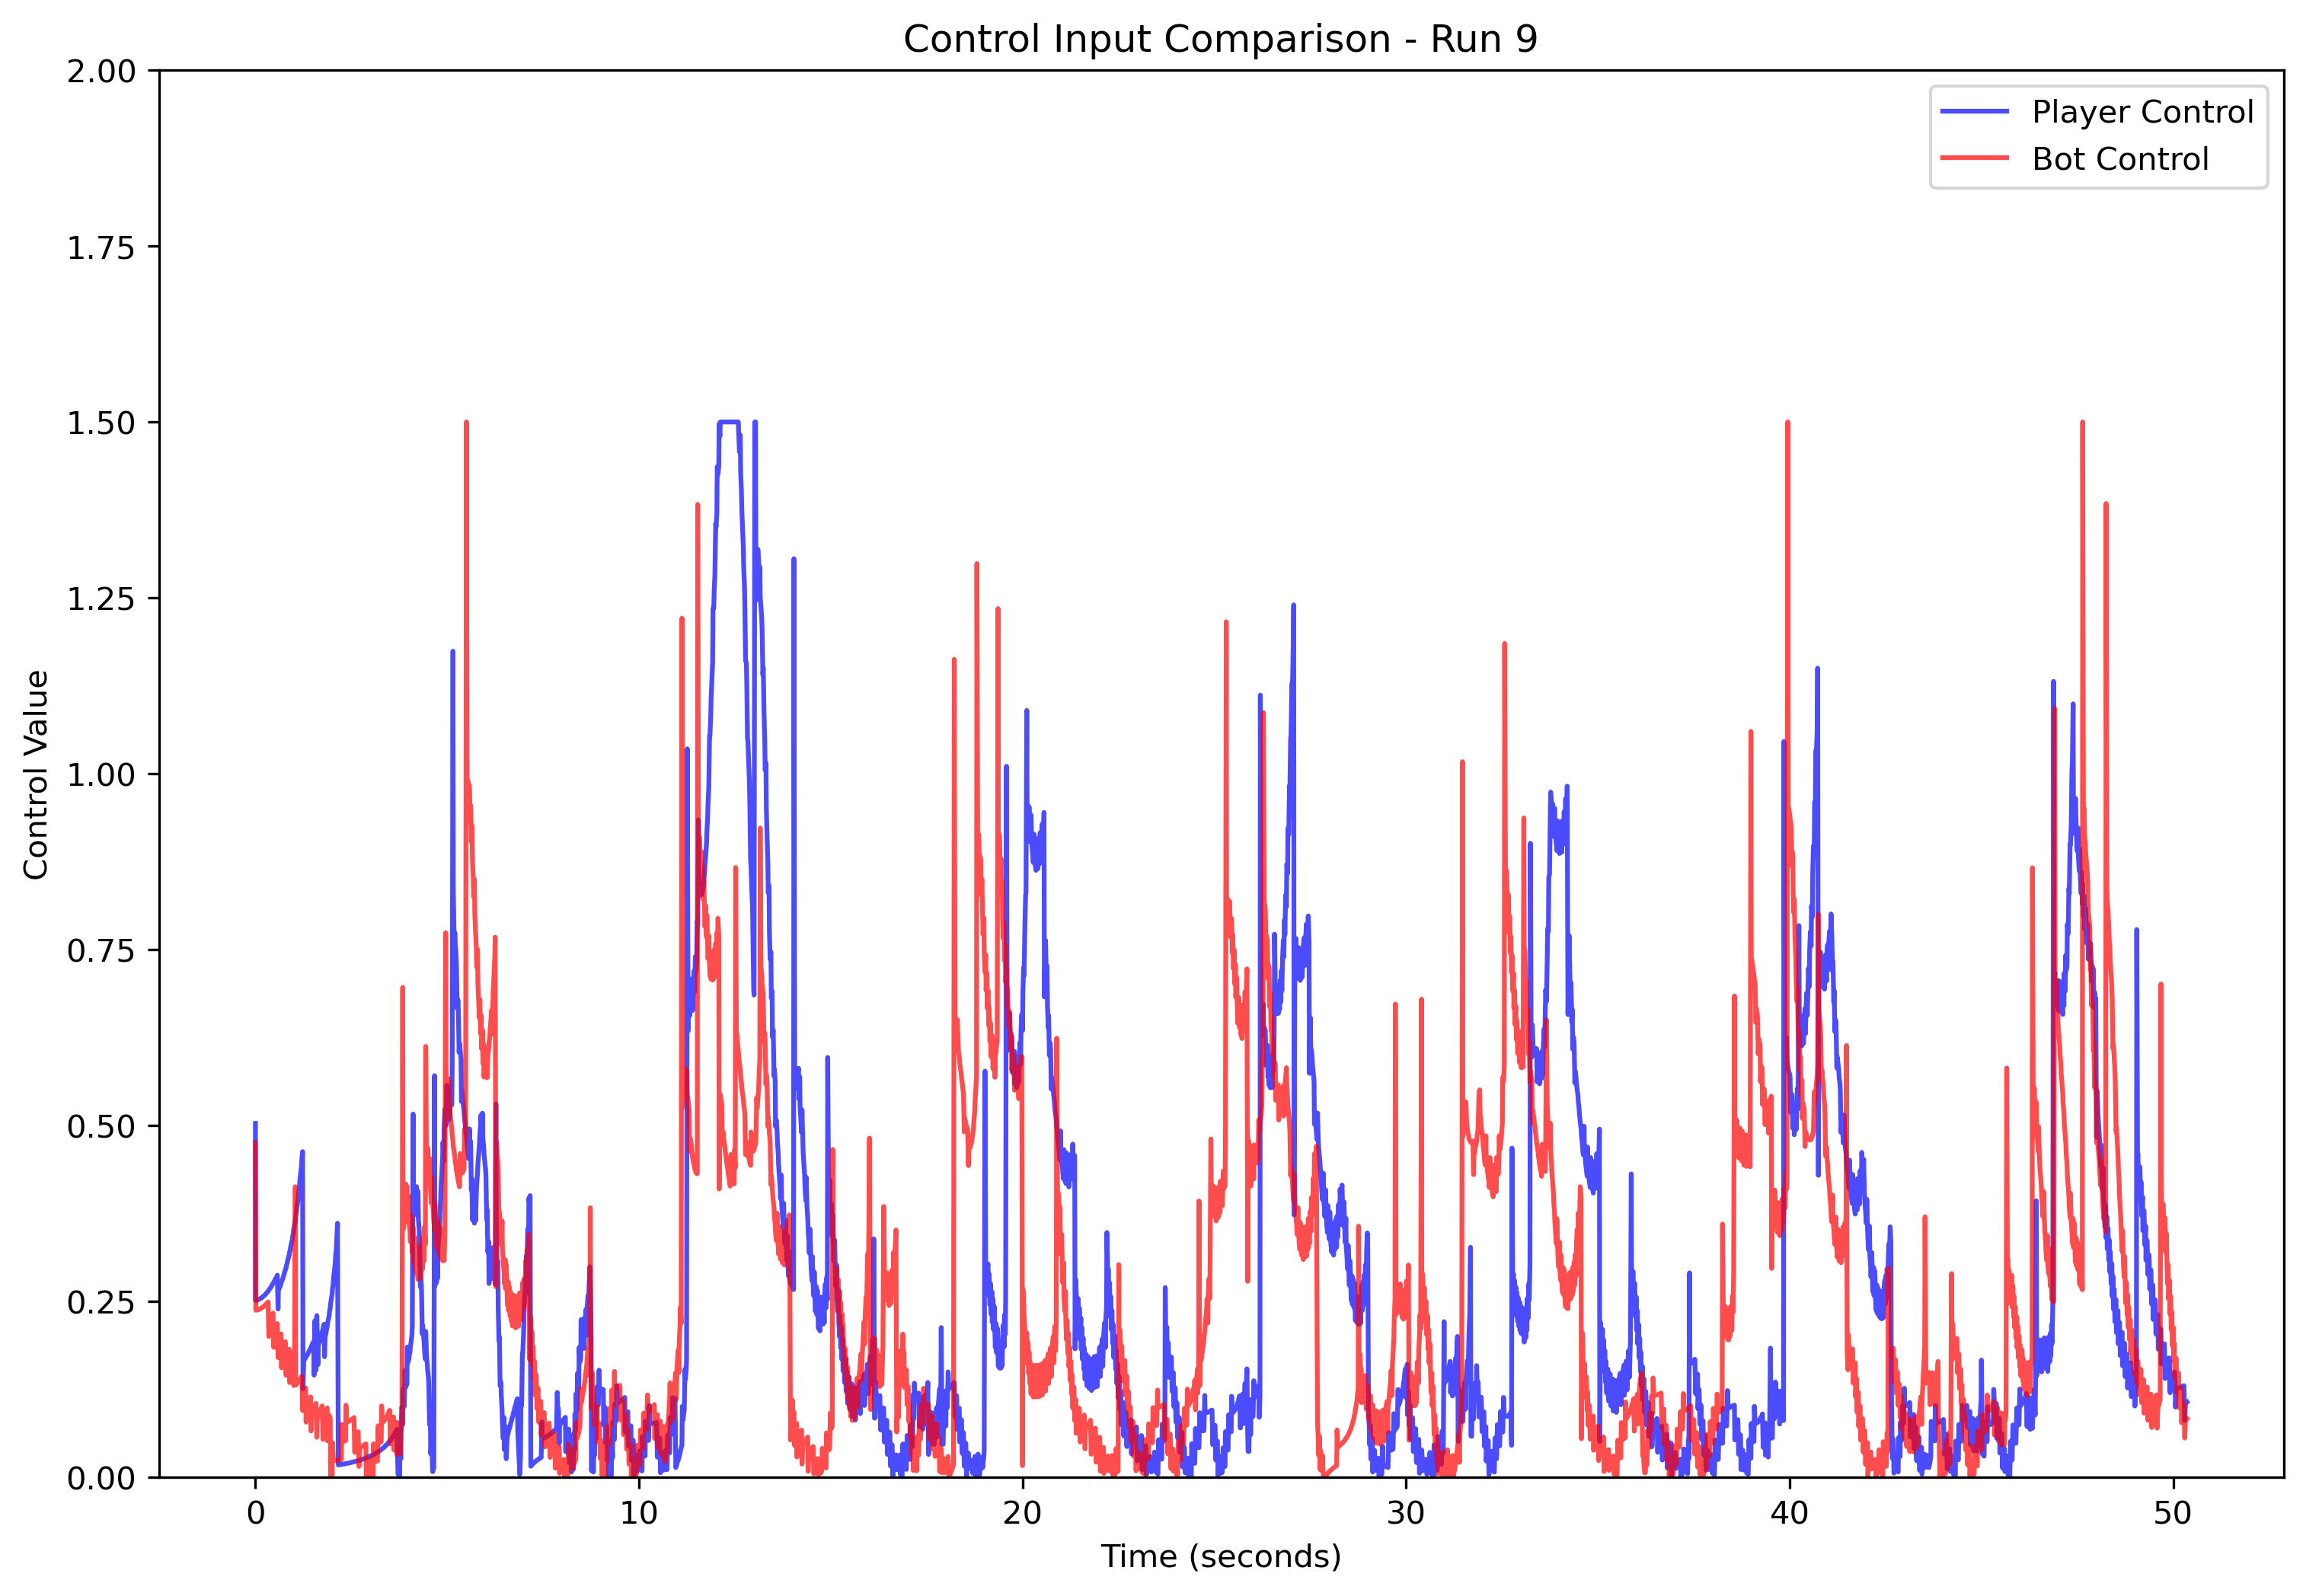 Control Input Comparison - Run 9
2.00
1.75
1.50
1.25
1.00
0.75
0.50
0.25
0.00
Control Value
Player Control
Bot Control
0 10 20 30 40 50
Time (seconds)